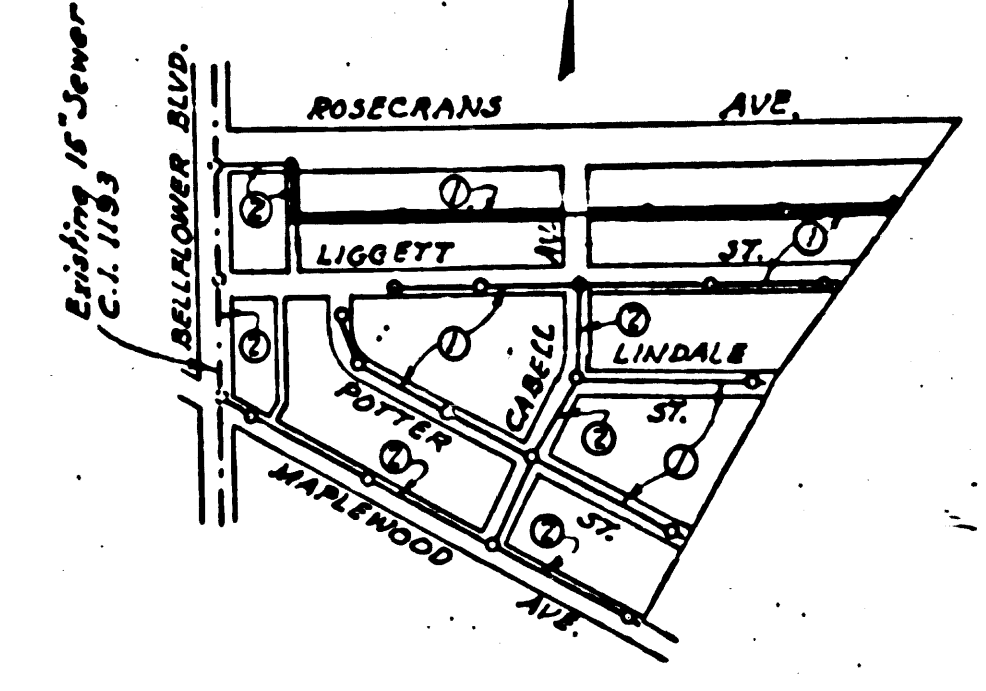 Existing 15" Sewer
C.I. 1193
BELLFLOWER BLVD.
ROSECRANS AVE.
1
2
LIGGETT ST.
AV.
1
2
1
2
LINDALE ST.
CABELL
POTTER ST.
2
1
2
2
MAPLEWOOD AVE.